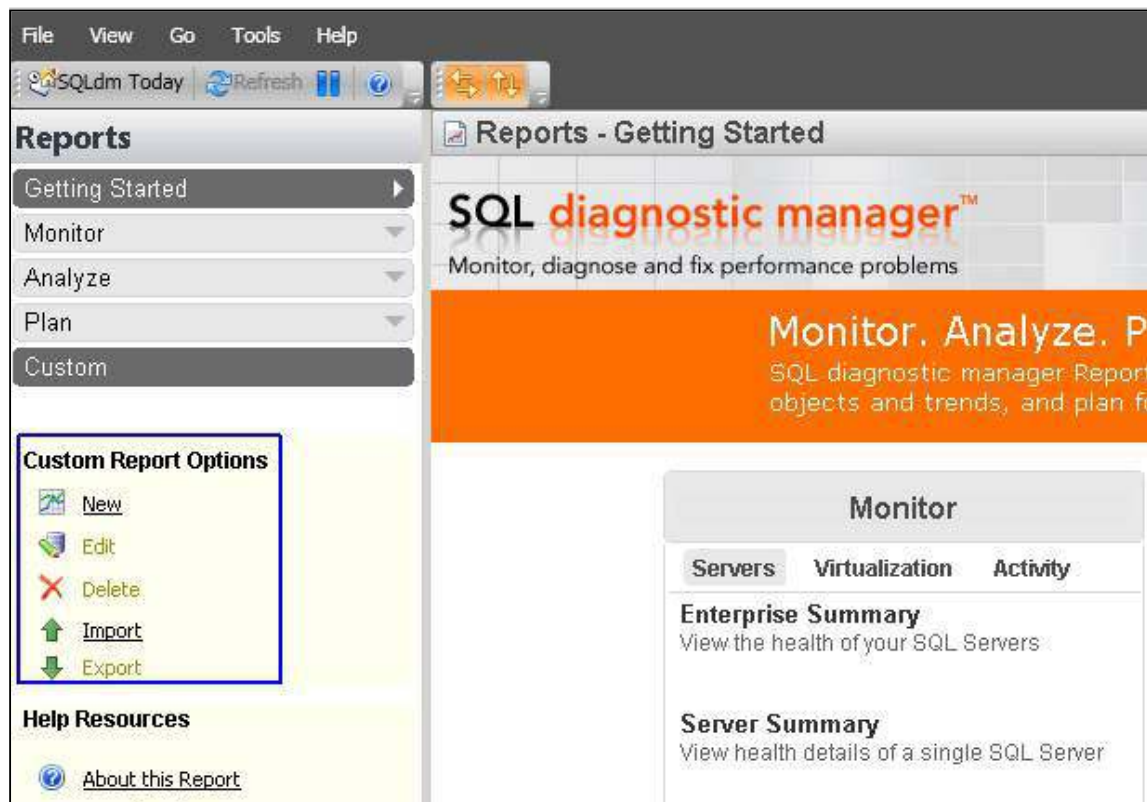 File View Go Tools Help
SQLdm Today Refresh
Reports
Getting Started
Monitor
Analyze
Plan
Custom
Custom Report Options
New
Edit
Delete
Import
Export
Help Resources
About this Report
Reports - Getting Started
SQL diagnostic manager™
Monitor, diagnose and fix performance problems
Monitor. Analyze. P
SQL diagnostic manager Repor
objects and trends, and plan f
Monitor
Servers Virtualization Activity
Enterprise Summary
View the health of your SQL Servers
Server Summary
View health details of a single SQL Server